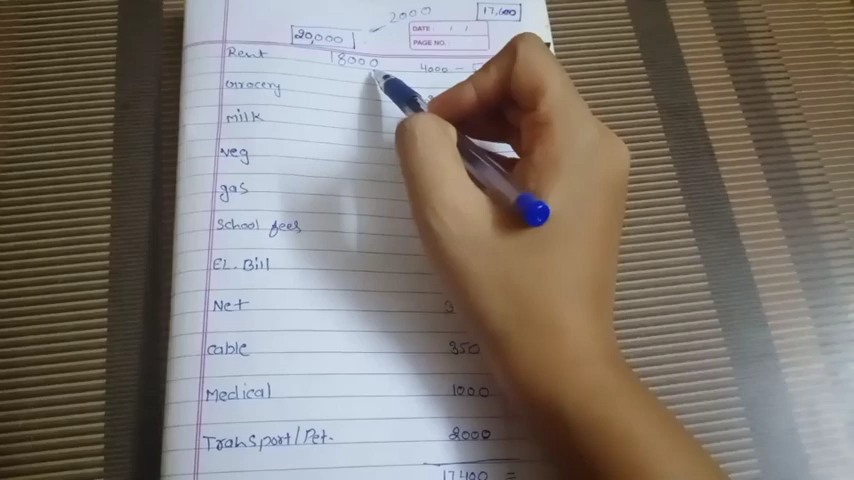 2000
17,600
20,000
DATE : / /
PAGE NO. :
18000
Rent 4000 -
Grocery
milk
veg
gas
School fees
EL. Bill
Net 3
Cable 350
Medical 1000
Transport/Pet. 2000
17400 =